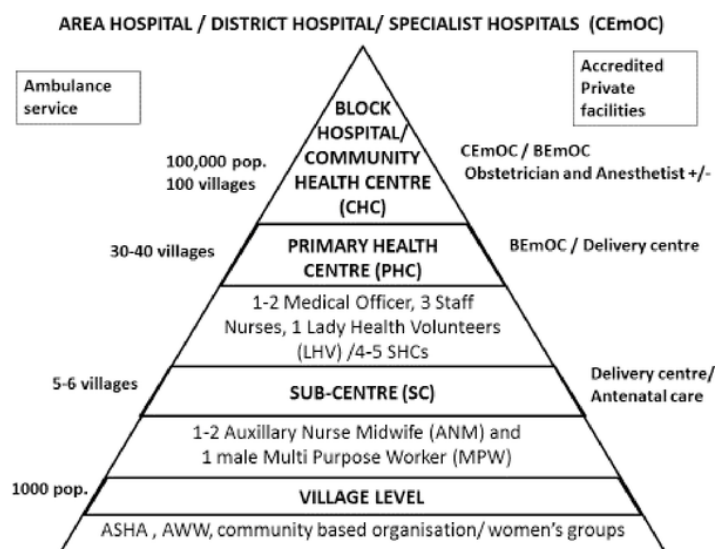 AREA HOSPITAL / DISTRICT HOSPITAL/ SPECIALIST HOSPITALS (CEmOC)
Ambulance
service
Accredited
Private
facilities
BLOCK
HOSPITAL/
COMMUNITY
HEALTH CENTRE
(CHC)
100,000 pop.
100 villages
CEmOC / BEmOC
Obstetrician and Anesthetist +/-
30-40 villages
PRIMARY HEALTH
CENTRE (PHC)
BEmOC / Delivery centre
1-2 Medical Officer, 3 Staff
Nurses, 1 Lady Health Volunteers
(LHV) /4-5 SHCs
5-6 villages
SUB-CENTRE (SC)
Delivery centre/
Antenatal care
1-2 Auxillary Nurse Midwife (ANM) and
1 male Multi Purpose Worker (MPW)
1000 pop.
VILLAGE LEVEL
ASHA , AWW, community based organisation/ women's groups